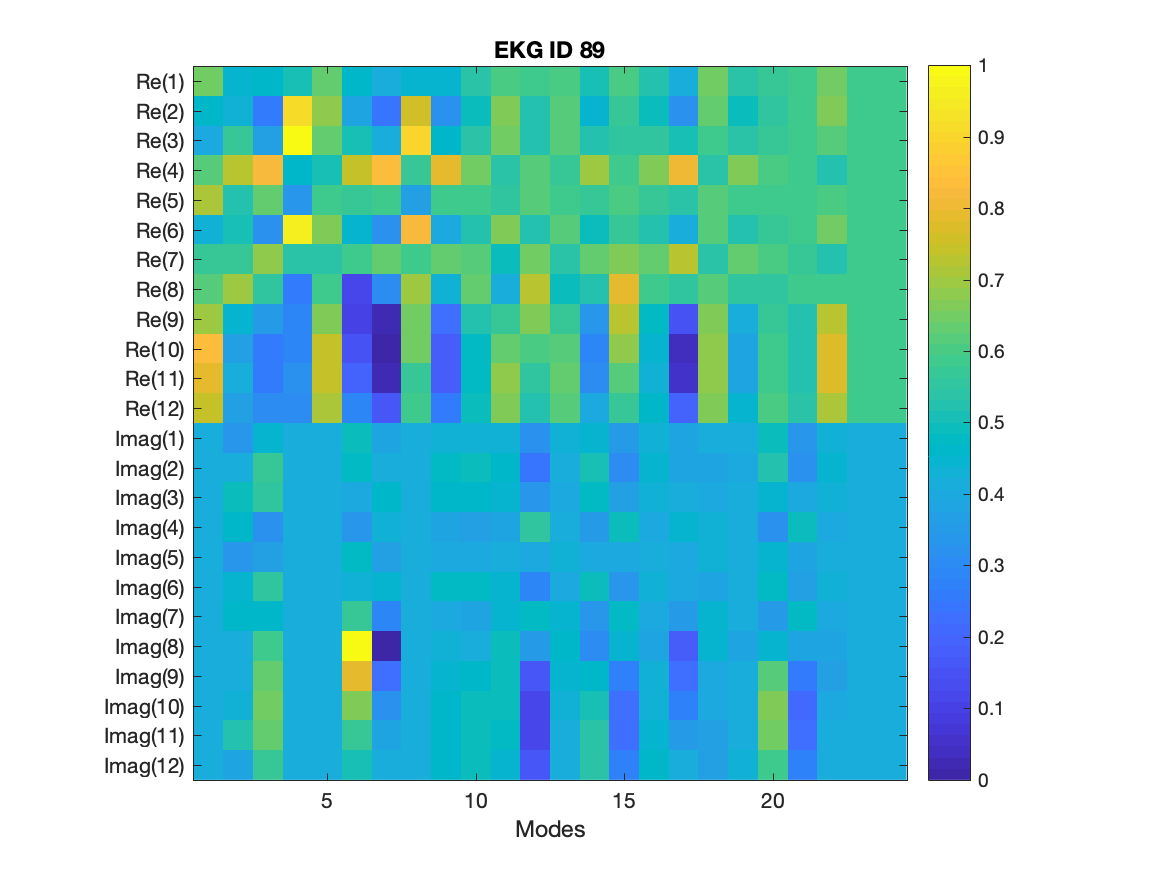 EKG ID 89
Re(1)
Re(2)
Re(3)
Re(4)
Re(5)
Re(6)
Re(7)
Re(8)
Re(9)
Re(10)
Re(11)
Re(12)
Imag(1)
Imag(2)
Imag(3)
Imag(4)
Imag(5)
Imag(6)
Imag(7)
Imag(8)
Imag(9)
Imag(10)
Imag(11)
Imag(12)
5 10 15 20
Modes
1
0.9
0.8
0.7
0.6
0.5
0.4
0.3
0.2
0.1
0